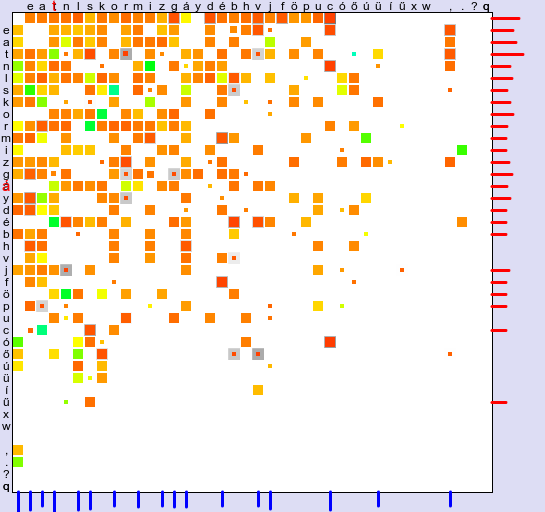 e a t n l s k o r m i z g á y d é b h v j f ö p u c ó ő ú ü í ű x w , . ? q
e
a
t
n
l
s
k
o
r
m
i
z
g
á
y
d
é
b
h
v
j
f
ö
p
u
c
ó
ő
ú
ü
í
ű
x
w
,
.
?
q